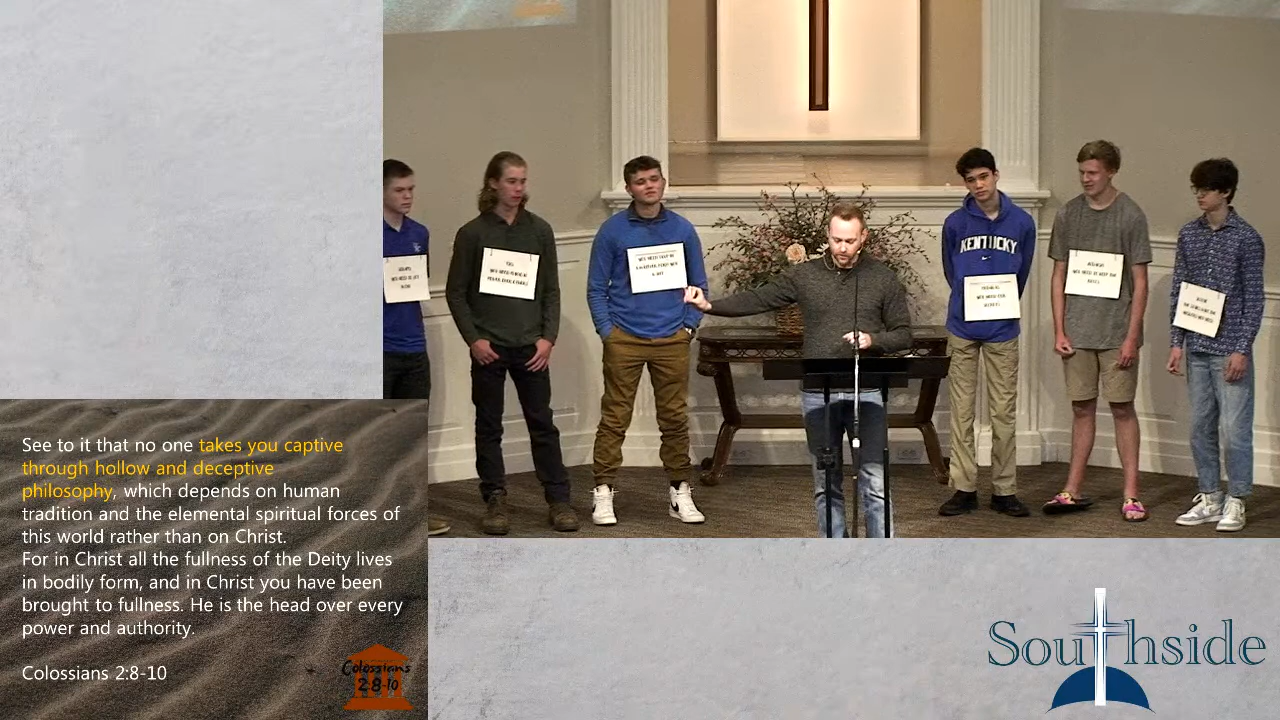 KENTUCKY
See to it that no one takes you captive
through hollow and deceptive
philosophy, which depends on human
tradition and the elemental spiritual forces of
this world rather than on Christ.
For in Christ all the fullness of the Deity lives
in bodily form, and in Christ you have been
brought to fullness. He is the head over every
power and authority.
Colossians 2:8-10
Colossians
2:8-10
Southside